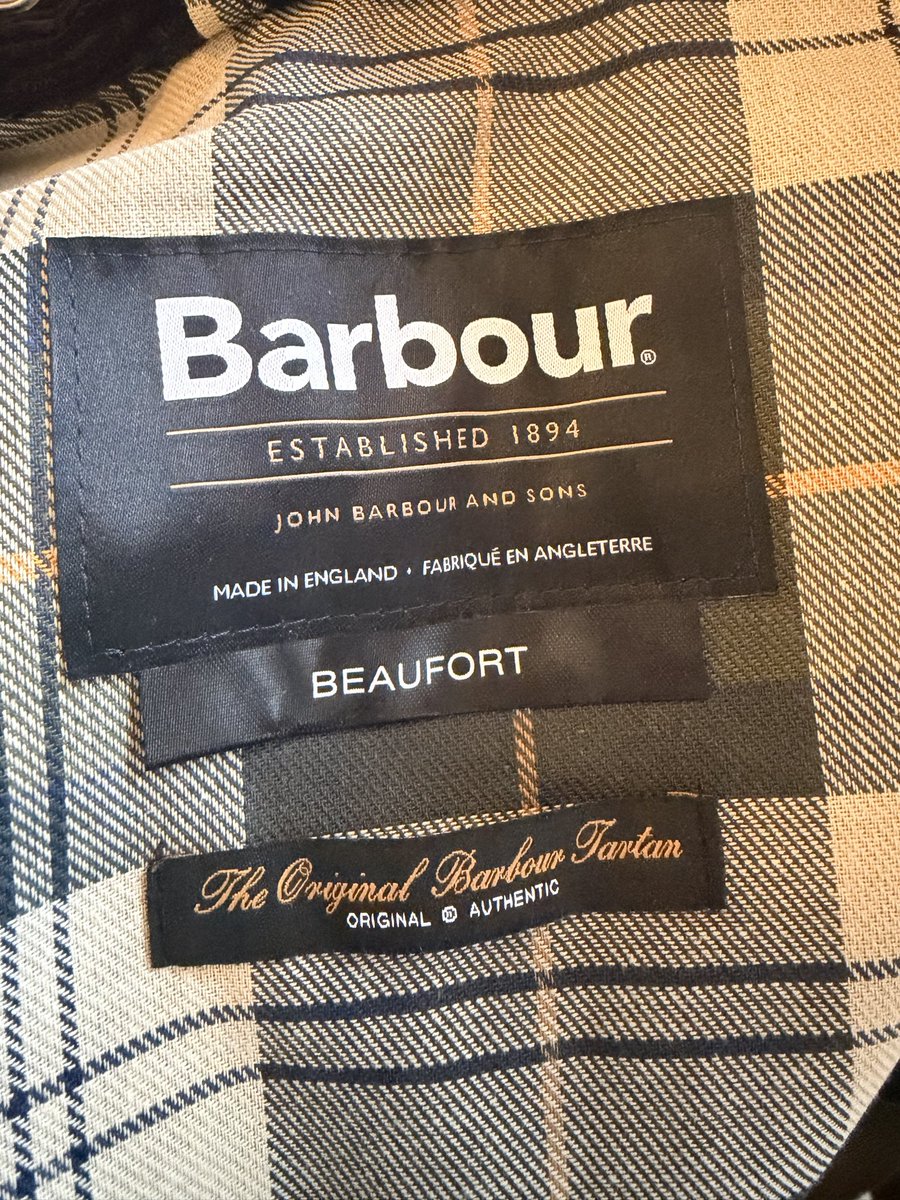 Barbour®
ESTABLISHED 1894
JOHN BARBOUR AND SONS
MADE IN ENGLAND • FABRIQUÉ EN ANGLETERRE
BEAUFORT
The Original Barbour Tartan
ORIGINAL ® AUTHENTIC